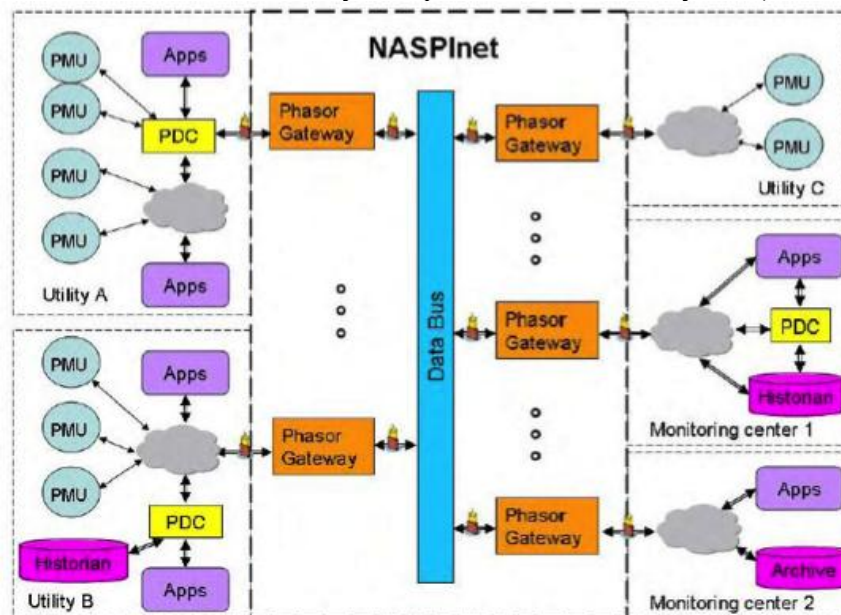 NASPInet
PMU
PMU
PMU
PMU
Apps
PDC
Apps
Utility A
Phasor
Gateway
Phasor
Gateway
PMU
PMU
Utility C
Data Bus
Phasor
Gateway
Apps
PDC
Historian
Monitoring center 1
PMU
PMU
PMU
Apps
PDC
Historian
Apps
Utility B
Phasor
Gateway
Phasor
Gateway
Apps
Archive
Monitoring center 2